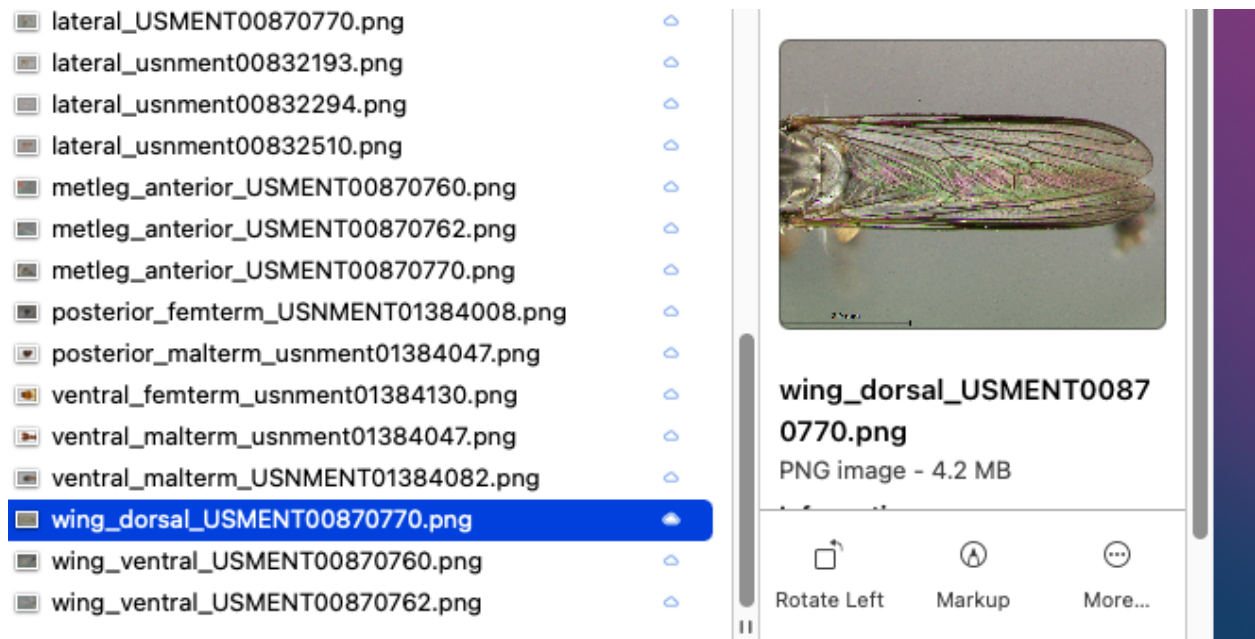 lateral_USMENT00870770.png
lateral_usnment00832193.png
lateral_usnment00832294.png
lateral_usnment00832510.png
metleg_anterior_USMENT00870760.png
metleg_anterior_USMENT00870762.png
metleg_anterior_USMENT00870770.png
posterior_femterm_USNMENT01384008.png
posterior_malterm_usnment01384047.png
ventral_femterm_usnment01384130.png
ventral_malterm_usnment01384047.png
ventral_malterm_USNMENT01384082.png
wing_dorsal_USMENT00870770.png
wing_ventral_USMENT00870760.png
wing_ventral_USMENT00870762.png
wing_dorsal_USMENT0087
0770.png
PNG image - 4.2 MB
Rotate Left
Markup
More...